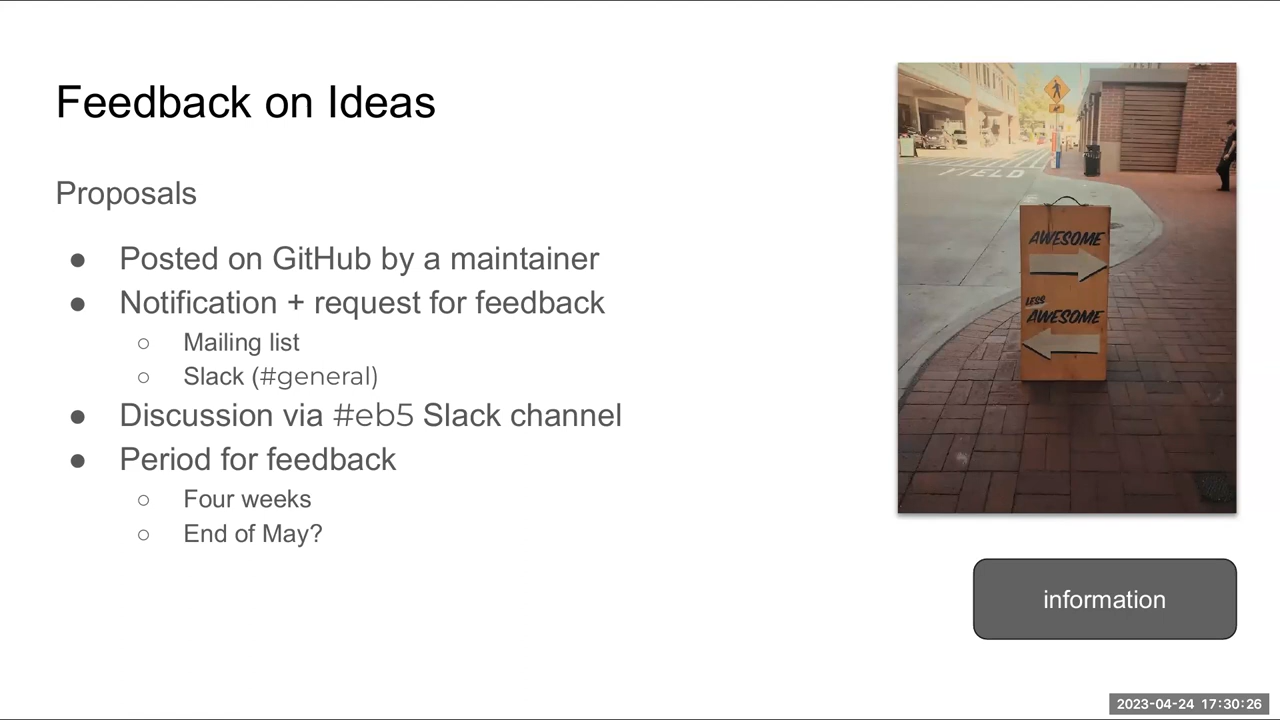 Feedback on Ideas
Proposals
● Posted on GitHub by a maintainer
● Notification + request for feedback
○ Mailing list
○ Slack (#general)
● Discussion via #eb5 Slack channel
● Period for feedback
○ Four weeks
○ End of May?
YIELD
AWESOME
LESS
AWESOME
information
2023-04-24 17:30:26